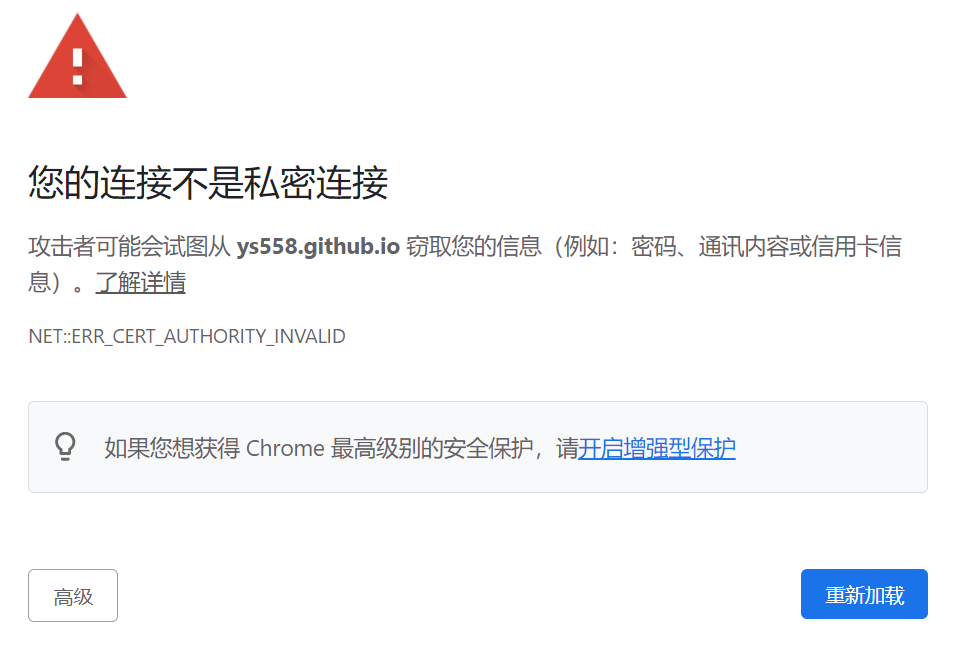 您的连接不是私密连接
攻击者可能会试图从 ys558.github.io 窃取您的信息（例如：密码、通讯内容或信用卡信
息）。了解详情
NET::ERR_CERT_AUTHORITY_INVALID
如果您想获得 Chrome 最高级别的安全保护，请开启增强型保护
高级
重新加载